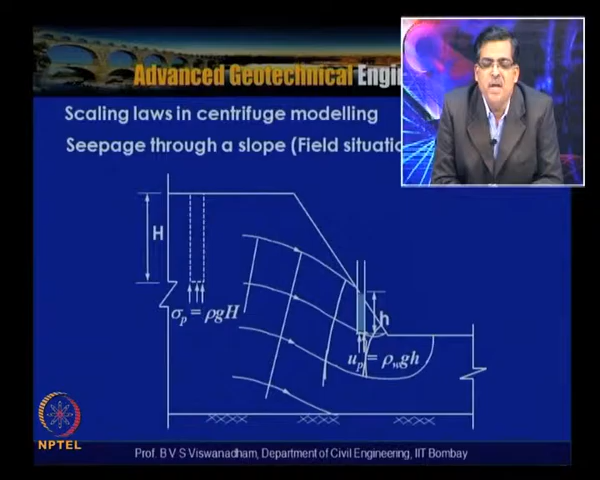 Advanced Geotechnical Engi
Scaling laws in centrifuge modelling
Seepage through a slope (Field situatio
H
σp = ρgH
h
up = ρwgh
NPTEL
Prof. B V S Viswanadham, Department of Civil Engineering, IIT Bombay